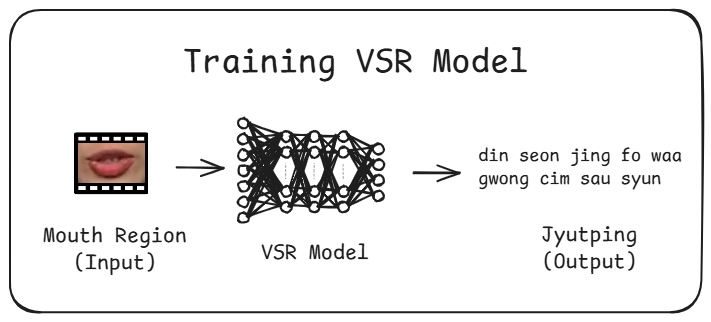 Training VSR Model
din seon jing fo waa
gwong cim sau syun
Mouth Region
(Input)
VSR Model
Jyutping
(Output)